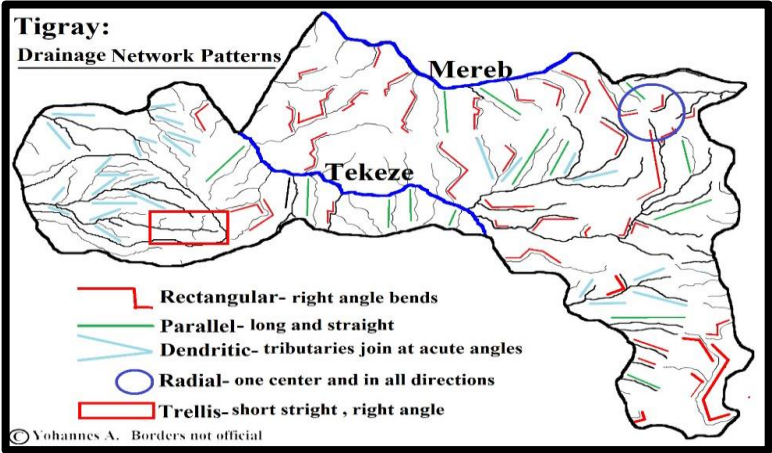 Tigray:
Drainage Network Patterns
Mereb
Tekeze
Rectangular- right angle bends
Parallel- long and straight
Dendritic- tributaries join at acute angles
Radial- one center and in all directions
Trellis- short stright , right angle
© Yohannes A. Borders not official